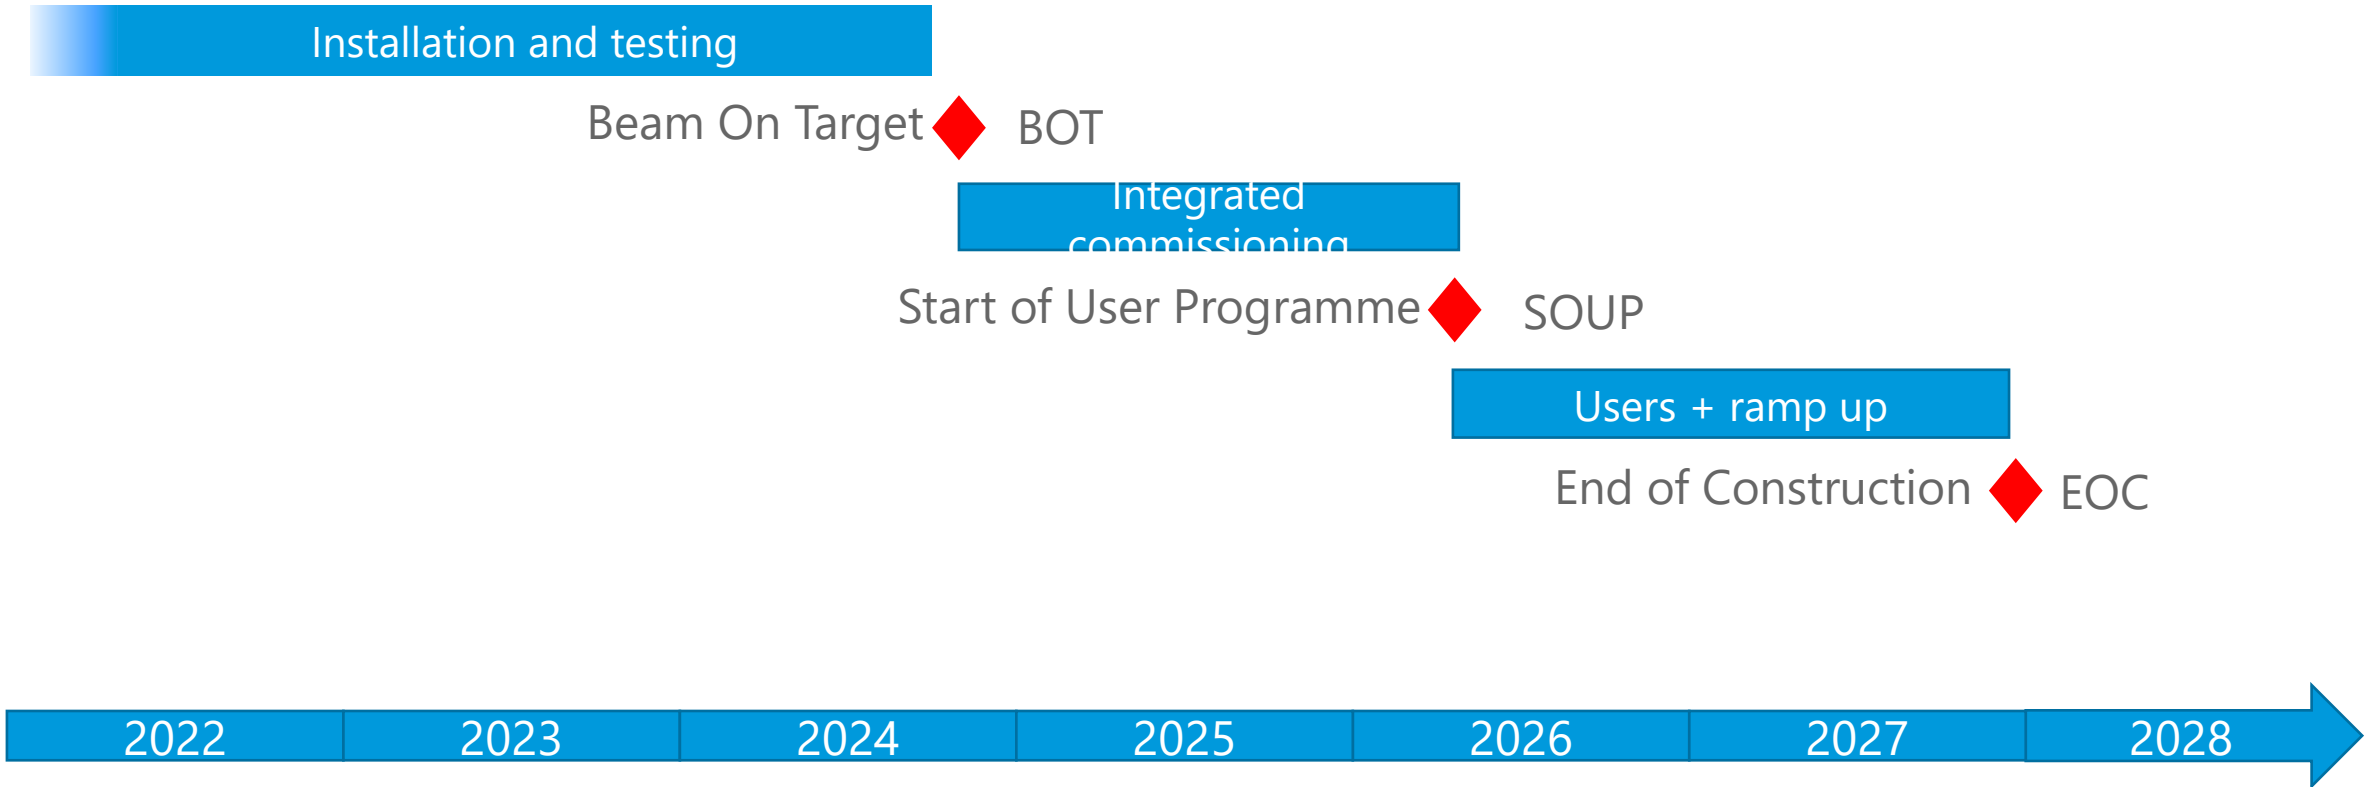 Installation and testing
Beam On Target
BOT
Integrated
commissioning
Start of User Programme
SOUP
Users + ramp up
End of Construction
EOC
2022
2023
2024
2025
2026
2027
2028